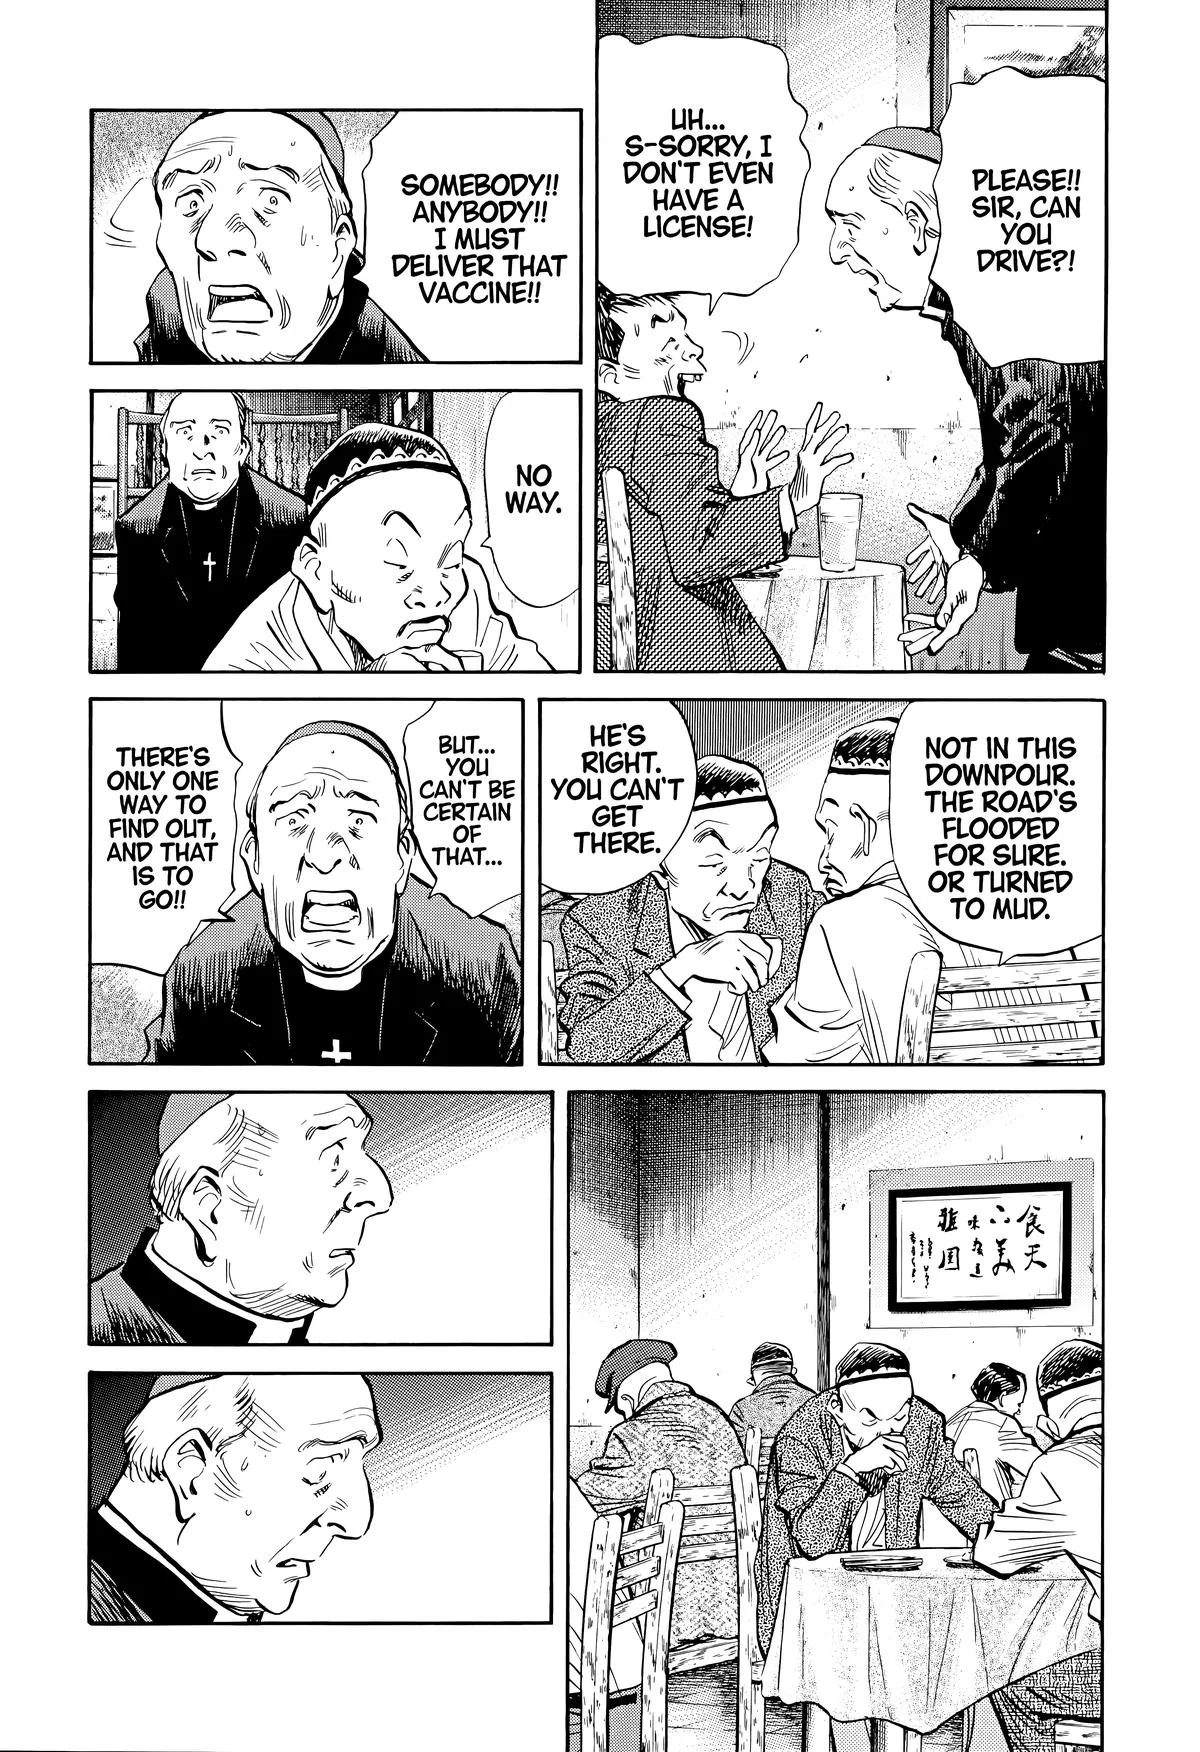 PLEASE!!
SIR, CAN
YOU
DRIVE?!
UH...
S-SORRY, I
DON'T EVEN
HAVE A
LICENSE!
SOMEBODY!!
ANYBODY!!
I MUST
DELIVER THAT
VACCINE!!
NO
WAY.
NOT IN THIS
DOWNPOUR.
THE ROAD'S
FLOODED
FOR SURE.
OR TURNED
TO MUD.
HE'S
RIGHT.
YOU CAN'T
GET
THERE.
BUT...
YOU
CAN'T BE
CERTAIN
OF
THAT...
THERE'S
ONLY ONE
WAY TO
FIND OUT,
AND THAT
IS TO
GO!!
食天